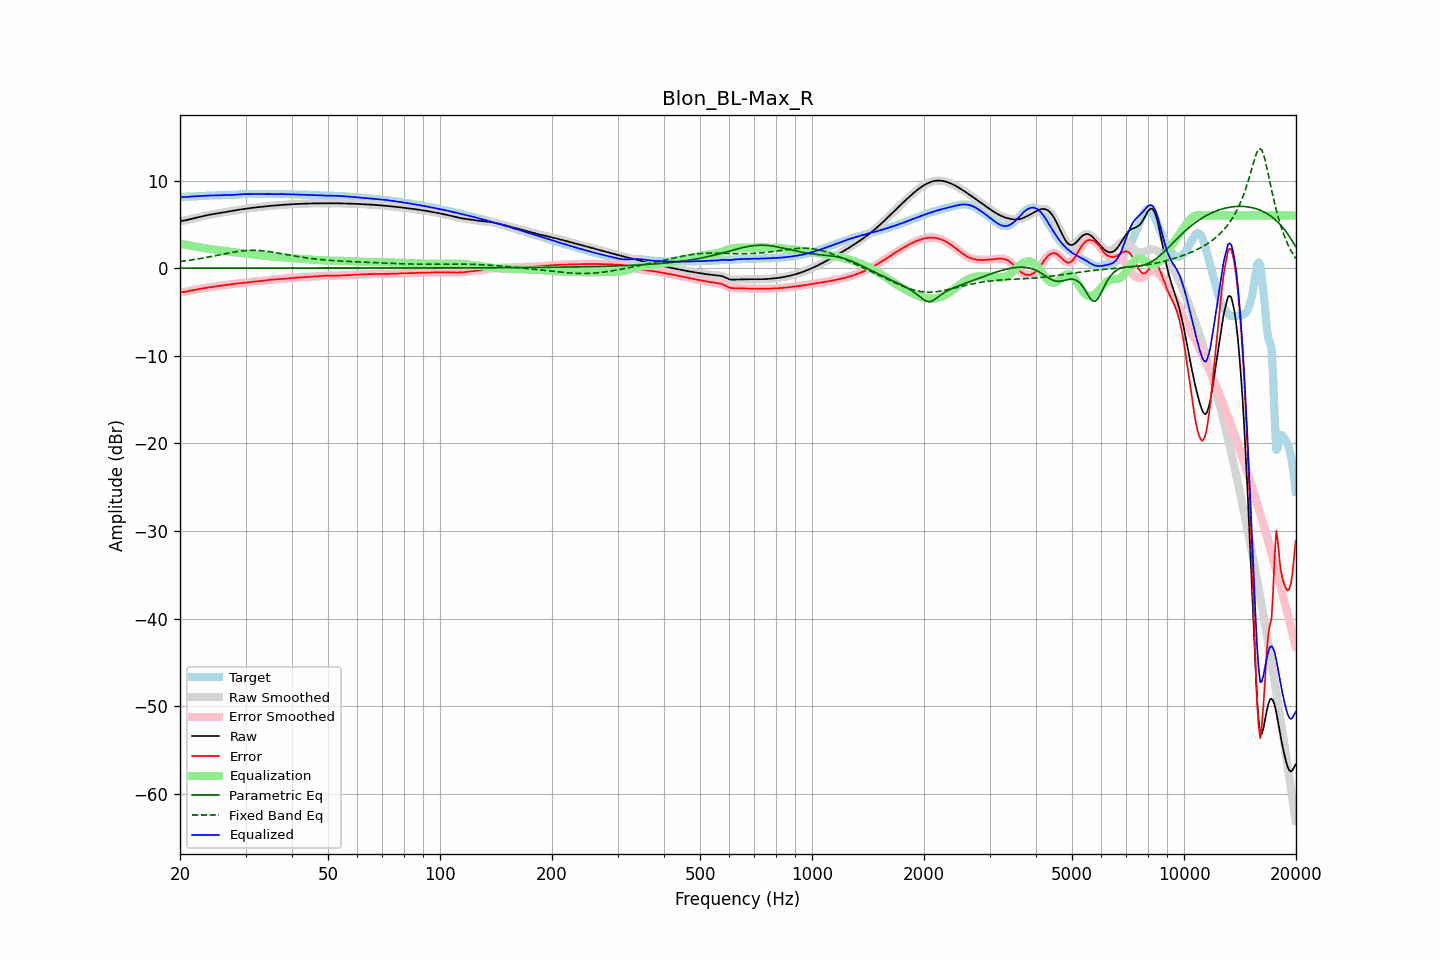 Blon_BL-Max_R
10
0
−10
−20
−30
−40
−50
−60
Amplitude (dBr)
Target
Raw Smoothed
Error Smoothed
Raw
Error
Equalization
Parametric Eq
Fixed Band Eq
Equalized
20 50 100 200 500 1000 2000 5000 10000 20000
Frequency (Hz)